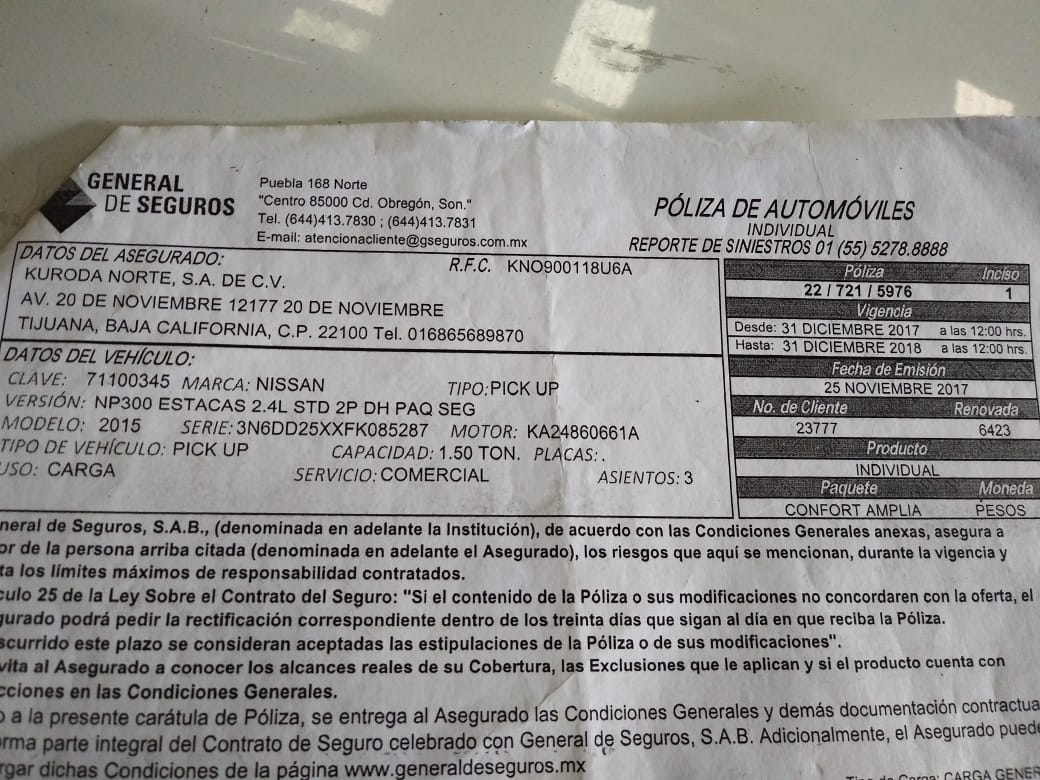 GENERAL
DE SEGUROS
Puebla 168 Norte
"Centro 85000 Cd. Obregón, Son."
Tel. (644)413.7830 ; (644)413.7831
E-mail: atencionacliente@gseguros.com.mx
PÓLIZA DE AUTOMÓVILES
INDIVIDUAL
REPORTE DE SINIESTROS 01 (55) 5278.8888
DATOS DEL ASEGURADO:
R.F.C. KNO900118U6A
KURODA NORTE, S.A. DE C.V.
AV. 20 DE NOVIEMBRE 12177 20 DE NOVIEMBRE
TIJUANA, BAJA CALIFORNIA, C.P. 22100 Tel. 016865689870
Póliza Inciso
22 / 721 / 5976 1
Vigencia
Desde: 31 DICIEMBRE 2017 a las 12:00 hrs.
Hasta: 31 DICIEMBRE 2018 a las 12:00 hrs.
Fecha de Emisión
25 NOVIEMBRE 2017
No. de Cliente Renovada
23777 6423
Producto
INDIVIDUAL
Paquete Moneda
CONFORT AMPLIA PESOS
DATOS DEL VEHÍCULO:
CLAVE: 71100345 MARCA: NISSAN TIPO:PICK UP
VERSIÓN: NP300 ESTACAS 2.4L STD 2P DH PAQ SEG
MODELO: 2015 SERIE:3N6DD25XXFK085287 MOTOR: KA24860661A
TIPO DE VEHÍCULO: PICK UP CAPACIDAD: 1.50 TON. PLACAS:.
USO: CARGA SERVICIO: COMERCIAL ASIENTOS: 3
neral de Seguros, S.A.B., (denominada en adelante la Institución), de acuerdo con las Condiciones Generales anexas, asegura a
or de la persona arriba citada (denominada en adelante el Asegurado), los riesgos que aquí se mencionan, durante la vigencia y
ta los límites máximos de responsabilidad contratados.
culo 25 de la Ley Sobre el Contrato del Seguro: "Si el contenido de la Póliza o sus modificaciones no concordaren con la oferta, el
gurado podrá pedir la rectificación correspondiente dentro de los treinta días que sigan al día en que reciba la Póliza.
scurrido este plazo se consideran aceptadas las estipulaciones de la Póliza o de sus modificaciones".
vita al Asegurado a conocer los alcances reales de su Cobertura, las Exclusiones que le aplican y si el producto cuenta con
cciones en las Condiciones Generales.
o a la presente carátula de Póliza, se entrega al Asegurado las Condiciones Generales y demás documentación contractua
rma parte integral del Contrato de Seguro celebrado con General de Seguros, S.A.B. Adicionalmente, el Asegurado puede
rgar dichas Condiciones de la página www.generaldeseguros.mx
Tipo de Carga: CARGA GENER